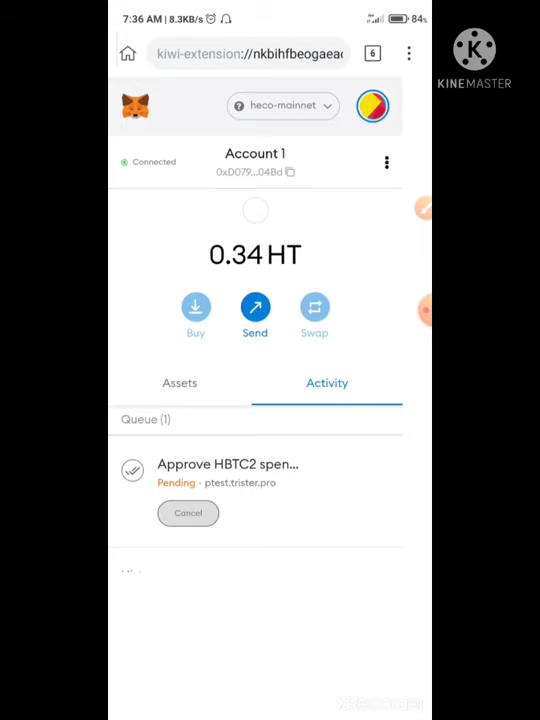 7:36 AM | 8.3KB/s
84%
kiwi-extension://nkbihfbeogaeac
6
KINEMASTER
heco-mainnet
Connected
Account 1
0xD079...04Bd
0.34 HT
Buy
Send
Swap
Assets
Activity
Queue (1)
Approve HBTC2 spen...
Pending - ptest.trister.pro
Cancel